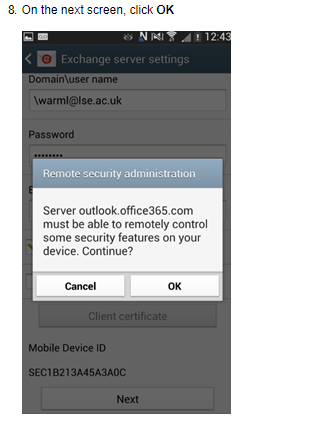 8. On the next screen, click OK
12:43
Exchange server settings
Domain\user name
\warml@lse.ac.uk
Password
Remote security administration
Server outlook.office365.com
must be able to remotely control
some security features on your
device. Continue?
Cancel OK
Client certificate
Mobile Device ID
SEC1B213A45A3A0C
Next